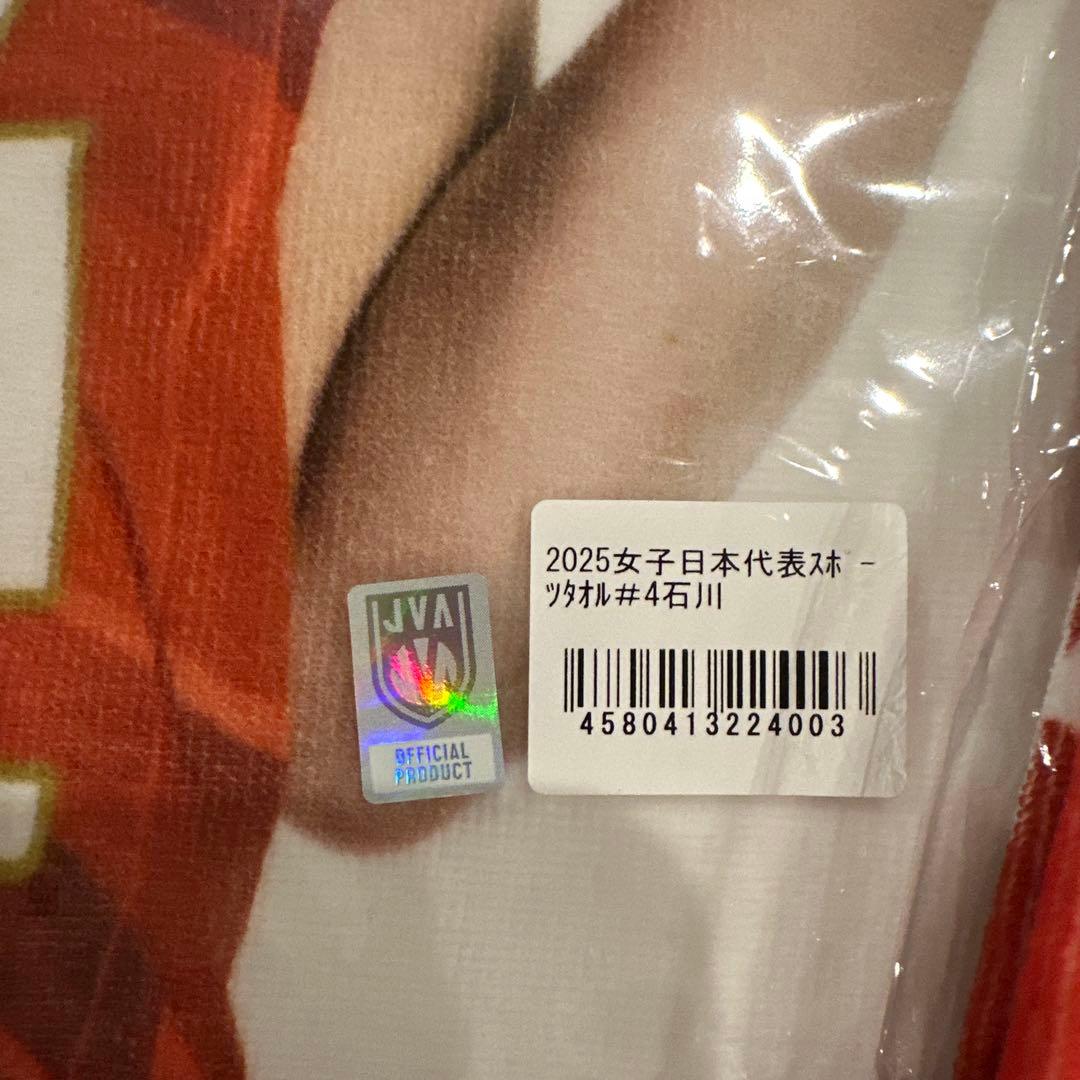 2025女子日本代表ｽﾎﾟｰ
ﾂﾀｵﾙ＃4石川
4580413224003
JVA
OFFICIAL
PRODUCT